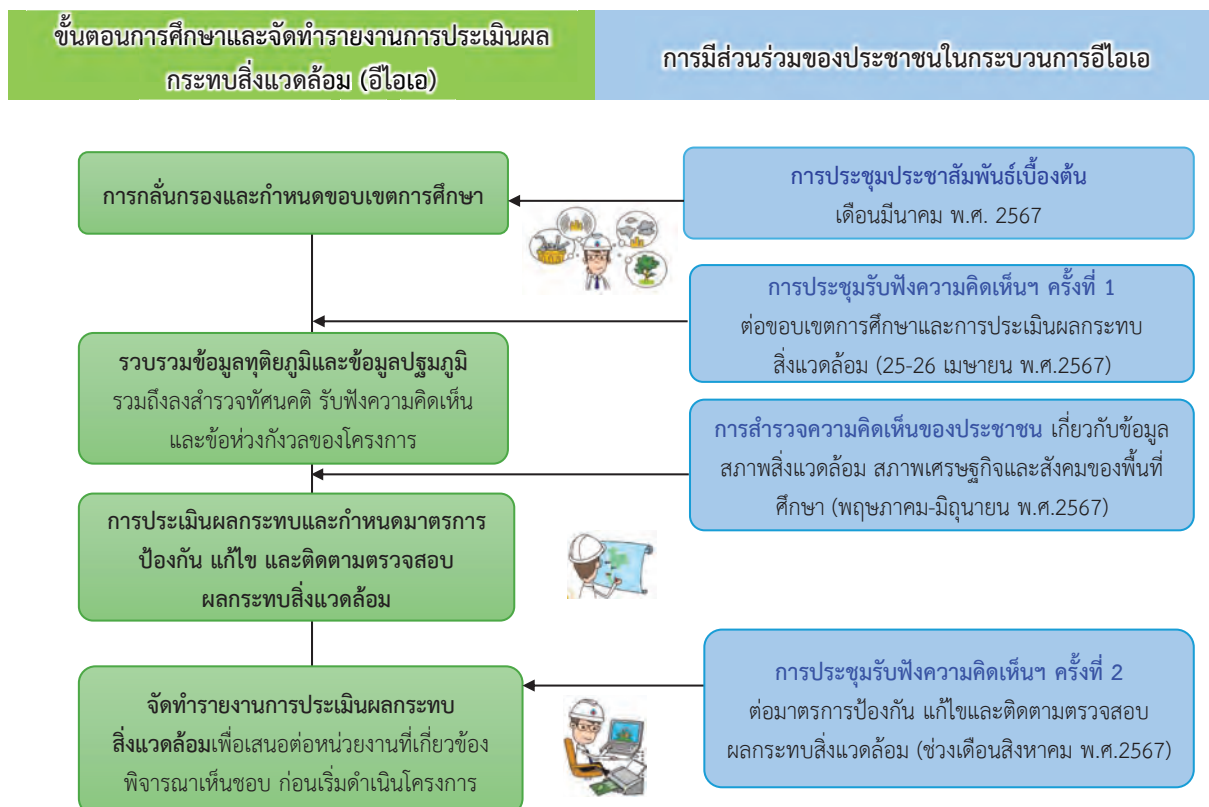 ขั้นตอนการศึกษาและจัดทำรายงานการประเมินผล
กระทบสิ่งแวดล้อม (อีไอเอ)
การมีส่วนร่วมของประชาชนในกระบวนการอีไอเอ
การกลั่นกรองและกำหนดขอบเขตการศึกษา
การประชุมประชาสัมพันธ์เบื้องต้น
เดือนมีนาคม พ.ศ. 2567
การประชุมรับฟังความคิดเห็นฯ ครั้งที่ 1
ต่อขอบเขตการศึกษาและการประเมินผลกระทบ
สิ่งแวดล้อม (25-26 เมษายน พ.ศ.2567)
รวบรวมข้อมูลทุติยภูมิและข้อมูลปฐมภูมิ
รวมถึงลงสำรวจทัศนคติ รับฟังความคิดเห็น
และข้อห่วงกังวลของโครงการ
การสำรวจความคิดเห็นของประชาชน เกี่ยวกับข้อมูล
สภาพสิ่งแวดล้อม สภาพเศรษฐกิจและสังคมของพื้นที่
ศึกษา (พฤษภาคม-มิถุนายน พ.ศ.2567)
การประเมินผลกระทบและกำหนดมาตรการ
ป้องกัน แก้ไข และติดตามตรวจสอบ
ผลกระทบสิ่งแวดล้อม
การประชุมรับฟังความคิดเห็นฯ ครั้งที่ 2
ต่อมาตรการป้องกัน แก้ไขและติดตามตรวจสอบ
ผลกระทบสิ่งแวดล้อม (ช่วงเดือนสิงหาคม พ.ศ.2567)
จัดทำรายงานการประเมินผลกระทบ
สิ่งแวดล้อมเพื่อเสนอต่อหน่วยงานที่เกี่ยวข้อง
พิจารณาเห็นชอบ ก่อนเริ่มดำเนินโครงการ